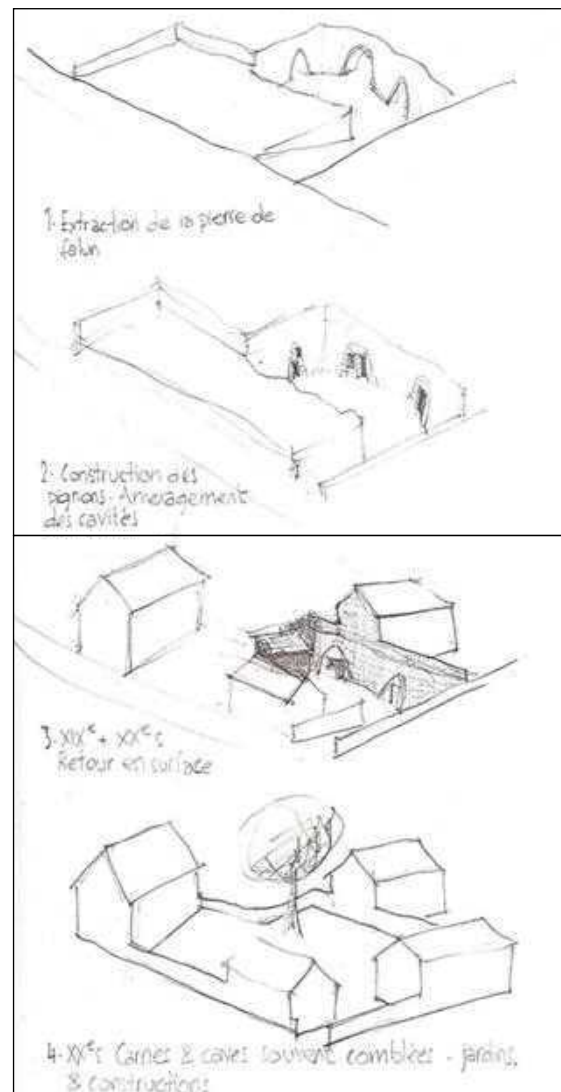 1. Extraction de la pierre de
falun
2. Construction des
pignons - Aménagement
des cavités
3. XIXe + XXe s
Retour en surface
4. XXe s Carries & caves souvent comblées - jardins,
& constructions